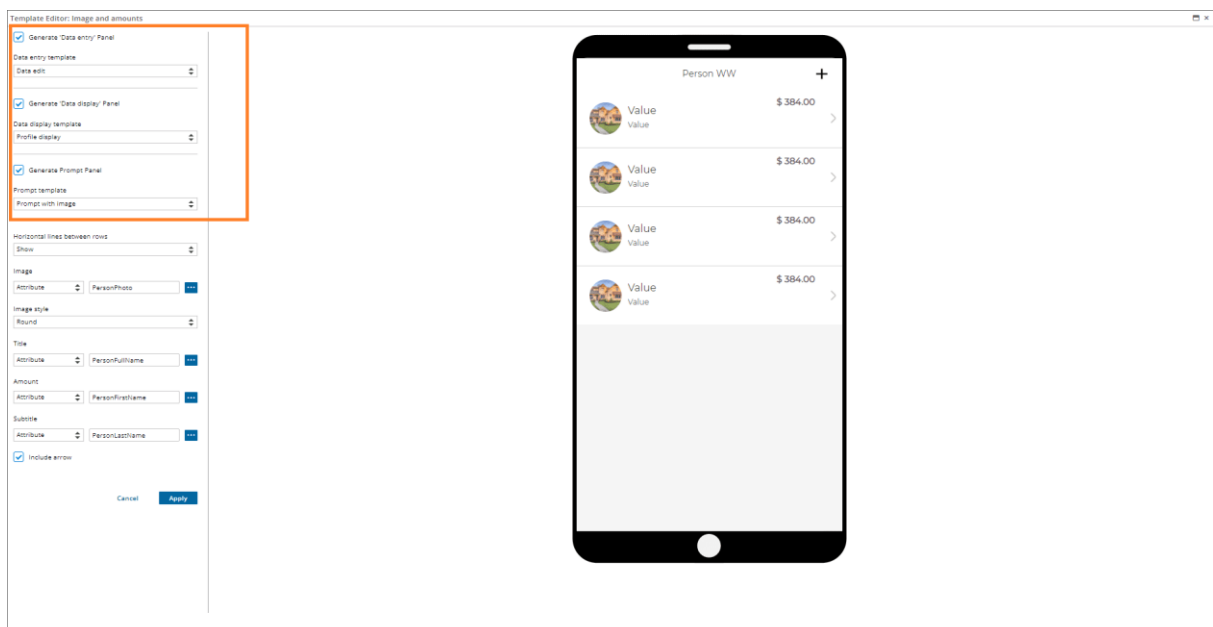 Template Editor: Image and amounts
Generate 'Data entry' Panel
Data entry template
Data edit
Generate 'Data display' Panel
Data display template
Profile display
Generate Prompt Panel
Prompt template
Prompt with image
Horizontal lines between rows
Show
Image
Attribute PersonPhoto
Image style
Round
Title
Attribute PersonFullName
Amount
Attribute PersonFirstName
Subtitle
Attribute PersonLastName
Include arrow
Cancel Apply
Person WW +
Value $ 384.00
Value
Value $ 384.00
Value
Value $ 384.00
Value
Value $ 384.00
Value